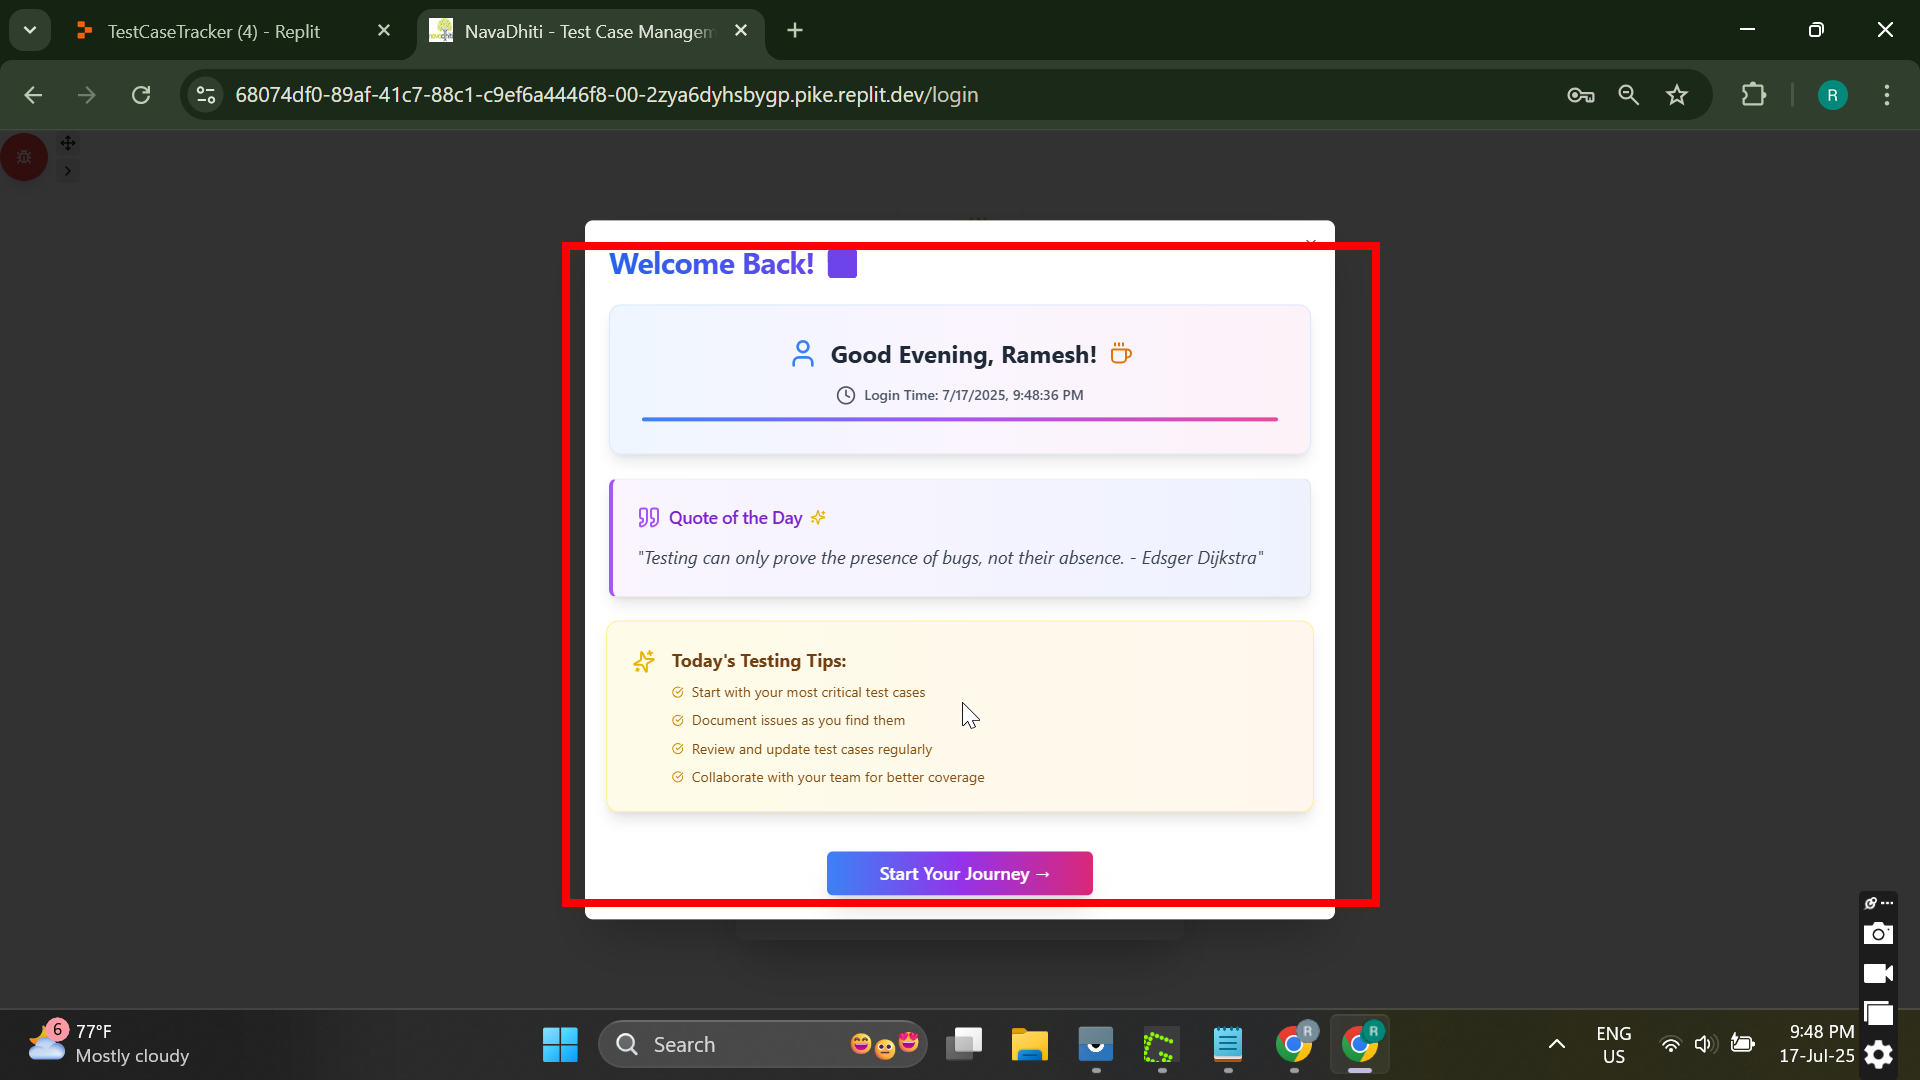 TestCaseTracker (4) - Replit
NavaDhiti - Test Case Managem
68074df0-89af-41c7-88c1-c9ef6a4446f8-00-2zya6dyhsbygp.pike.replit.dev/login
R
Welcome Back!
Good Evening, Ramesh!
Login Time: 7/17/2025, 9:48:36 PM
Quote of the Day
"Testing can only prove the presence of bugs, not their absence. - Edsger Dijkstra"
Today's Testing Tips:
Start with your most critical test cases
Document issues as you find them
Review and update test cases regularly
Collaborate with your team for better coverage
Start Your Journey →
6
77°F
Mostly cloudy
Search
R
R
ENG
US
9:48 PM
17-Jul-25